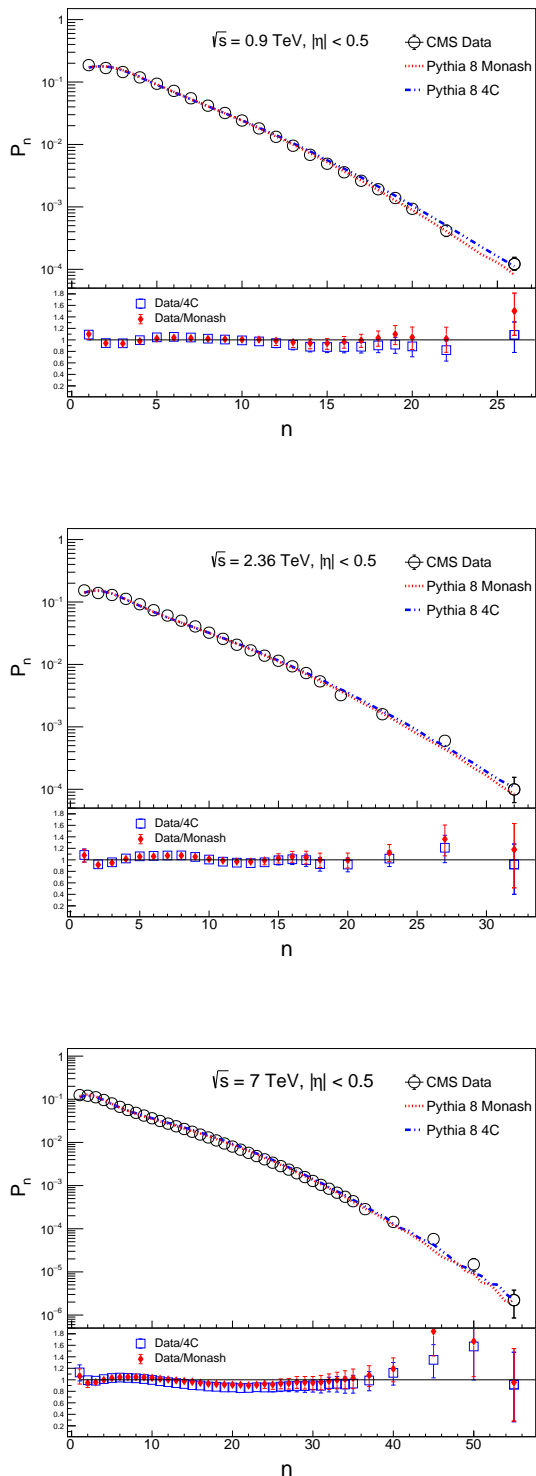 √s = 0.9 TeV, |η| < 0.5
CMS Data
Pythia 8 Monash
Pythia 8 4C
P_n
1
10⁻¹
10⁻²
10⁻³
10⁻⁴
Data/4C
Data/Monash
1.8
1.6
1.4
1.2
1
0.8
0.6
0.4
0.2
0 5 10 15 20 25
n
√s = 2.36 TeV, |η| < 0.5
CMS Data
Pythia 8 Monash
Pythia 8 4C
P_n
1
10⁻¹
10⁻²
10⁻³
10⁻⁴
Data/4C
Data/Monash
1.8
1.6
1.4
1.2
1
0.8
0.6
0.4
0.2
0 5 10 15 20 25 30
n
√s = 7 TeV, |η| < 0.5
CMS Data
Pythia 8 Monash
Pythia 8 4C
P_n
1
10⁻¹
10⁻²
10⁻³
10⁻⁴
10⁻⁵
10⁻⁶
Data/4C
Data/Monash
1.8
1.6
1.4
1.2
1
0.8
0.6
0.4
0.2
0 10 20 30 40 50
n